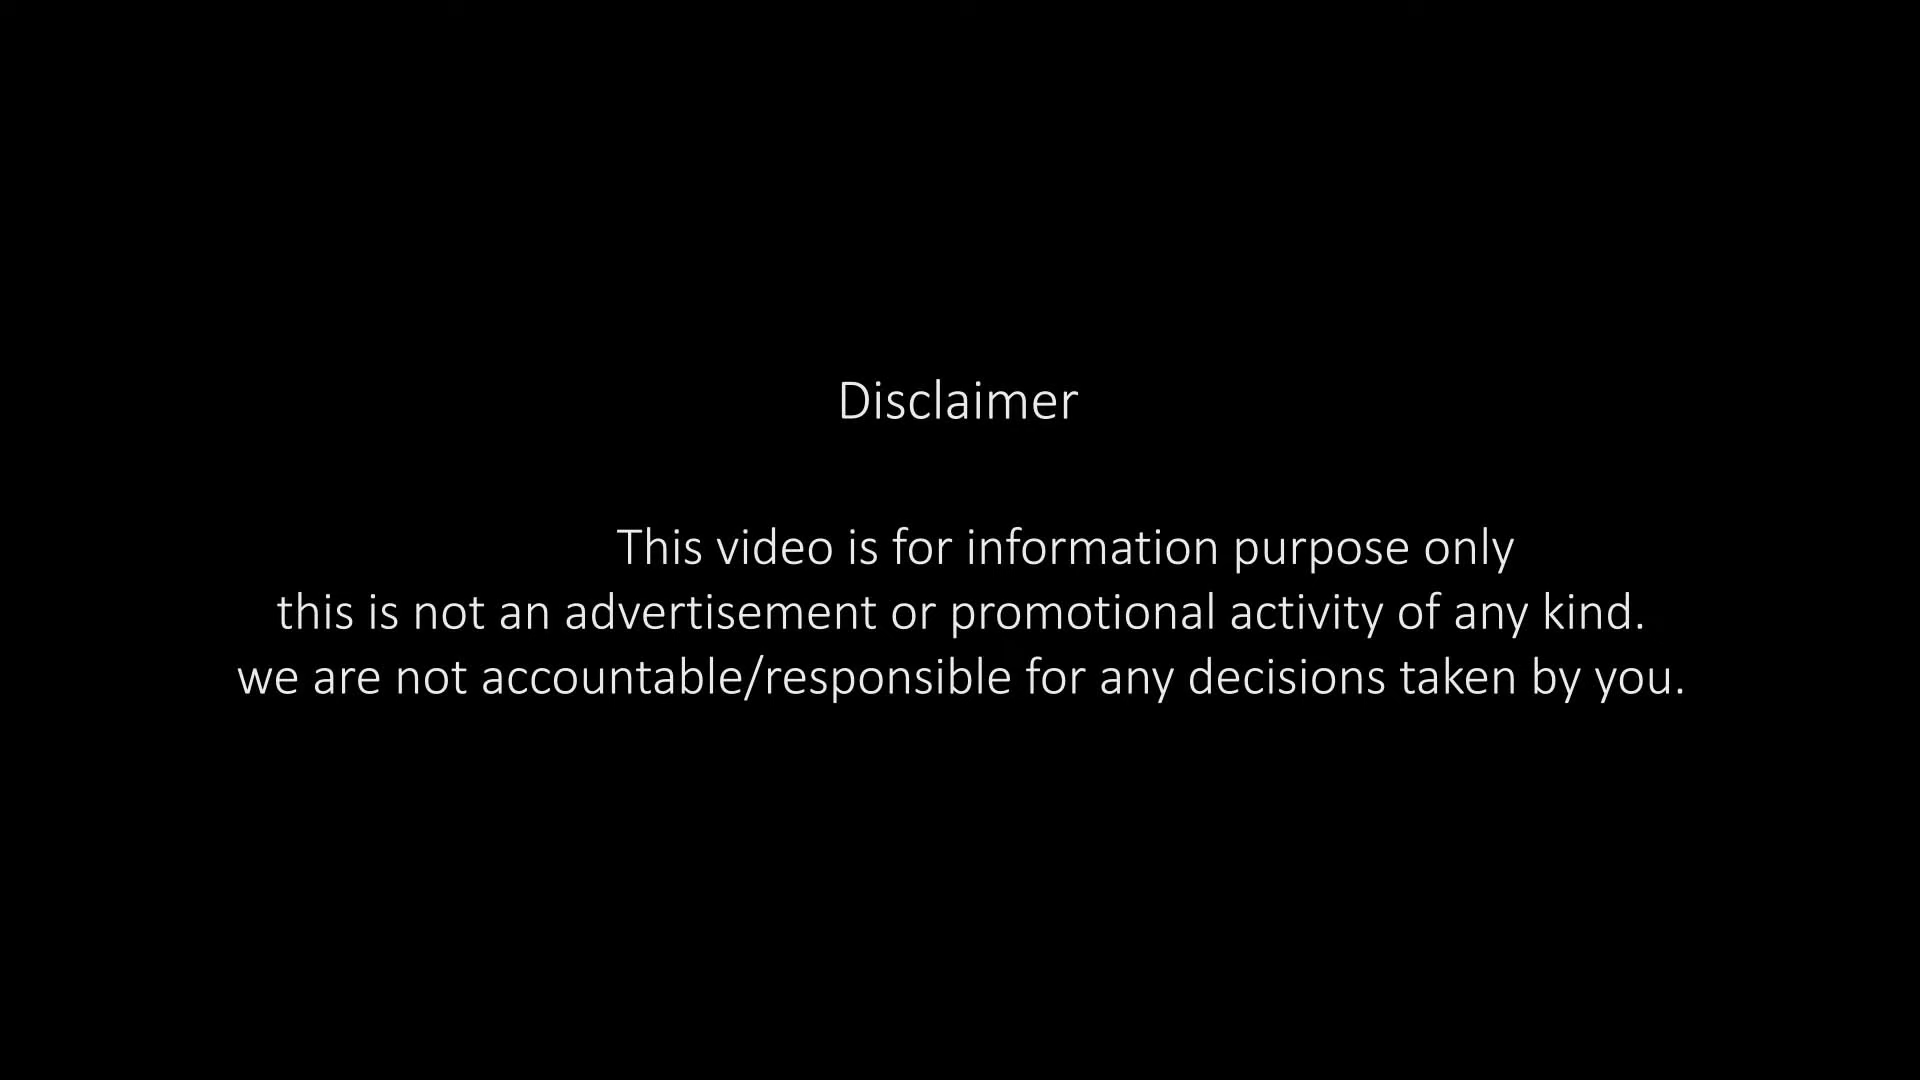 Disclaimer
This video is for information purpose only
this is not an advertisement or promotional activity of any kind.
we are not accountable/responsible for any decisions taken by you.